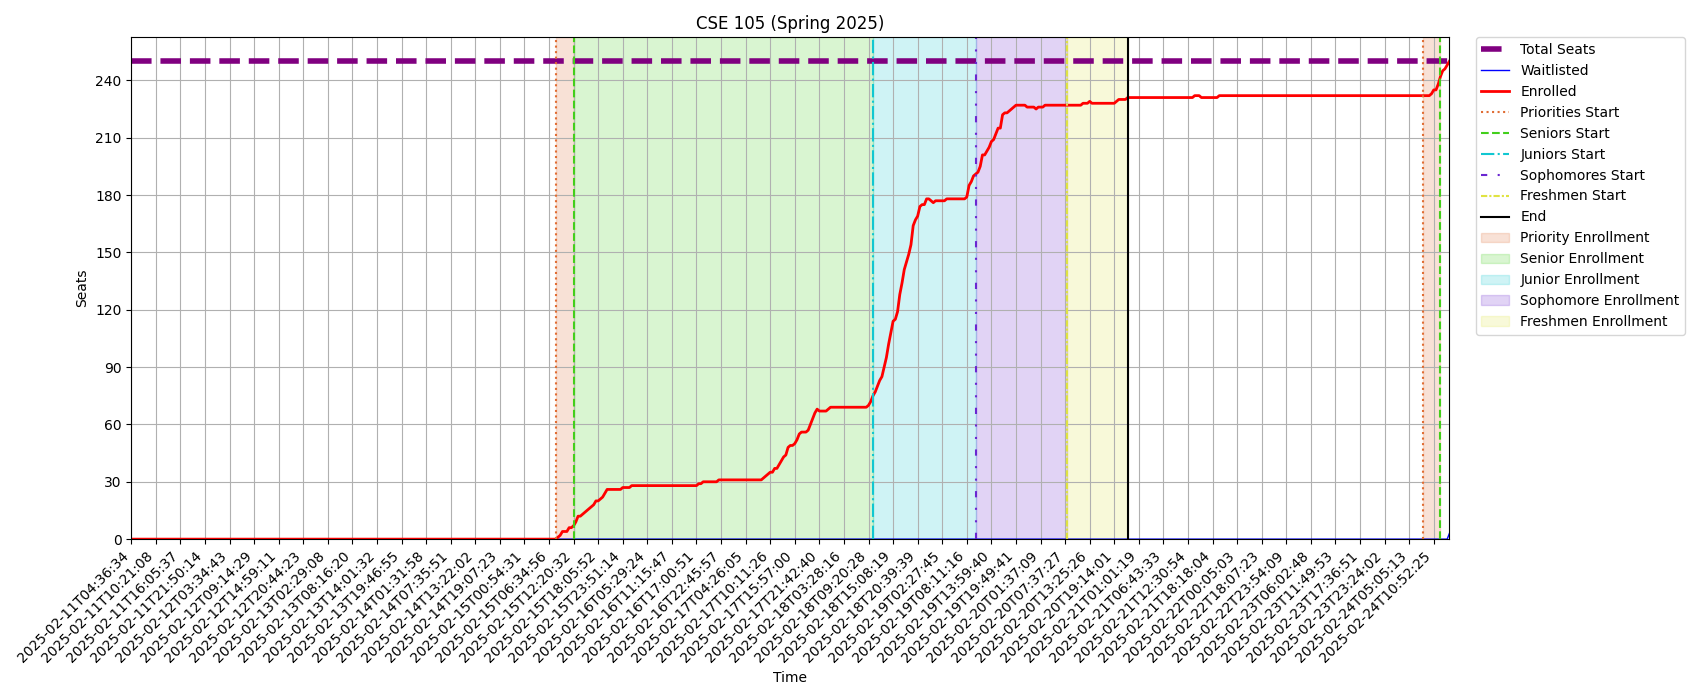 CSE 105 (Spring 2025)
Seats
240
210
180
150
120
90
60
30
0
2025-02-11T04:36:34
2025-02-11T10:21:08
2025-02-11T16:05:37
2025-02-11T21:50:14
2025-02-12T03:34:43
2025-02-12T09:14:29
2025-02-12T14:59:11
2025-02-12T20:44:23
2025-02-13T02:29:08
2025-02-13T08:16:20
2025-02-13T14:01:32
2025-02-13T19:46:55
2025-02-14T01:31:58
2025-02-14T07:35:51
2025-02-14T13:22:02
2025-02-14T19:07:23
2025-02-15T00:54:31
2025-02-15T06:34:56
2025-02-15T12:20:32
2025-02-15T18:05:52
2025-02-15T23:51:14
2025-02-16T05:29:24
2025-02-16T11:15:47
2025-02-16T17:00:51
2025-02-16T22:45:57
2025-02-17T04:26:05
2025-02-17T10:11:26
2025-02-17T15:57:00
2025-02-17T21:42:40
2025-02-18T03:28:16
2025-02-18T09:20:28
2025-02-18T15:08:19
2025-02-18T20:39:39
2025-02-19T02:27:45
2025-02-19T08:11:16
2025-02-19T13:59:40
2025-02-19T19:49:41
2025-02-20T01:37:09
2025-02-20T07:37:27
2025-02-20T13:25:26
2025-02-20T19:14:01
2025-02-21T01:01:19
2025-02-21T06:43:33
2025-02-21T12:30:54
2025-02-21T18:18:04
2025-02-22T00:05:03
2025-02-22T18:07:23
2025-02-22T23:54:09
2025-02-23T06:02:48
2025-02-23T11:49:53
2025-02-23T17:36:51
2025-02-23T23:24:02
2025-02-24T05:05:13
2025-02-24T10:52:25
Time
Total Seats
Waitlisted
Enrolled
Priorities Start
Seniors Start
Juniors Start
Sophomores Start
Freshmen Start
End
Priority Enrollment
Senior Enrollment
Junior Enrollment
Sophomore Enrollment
Freshmen Enrollment